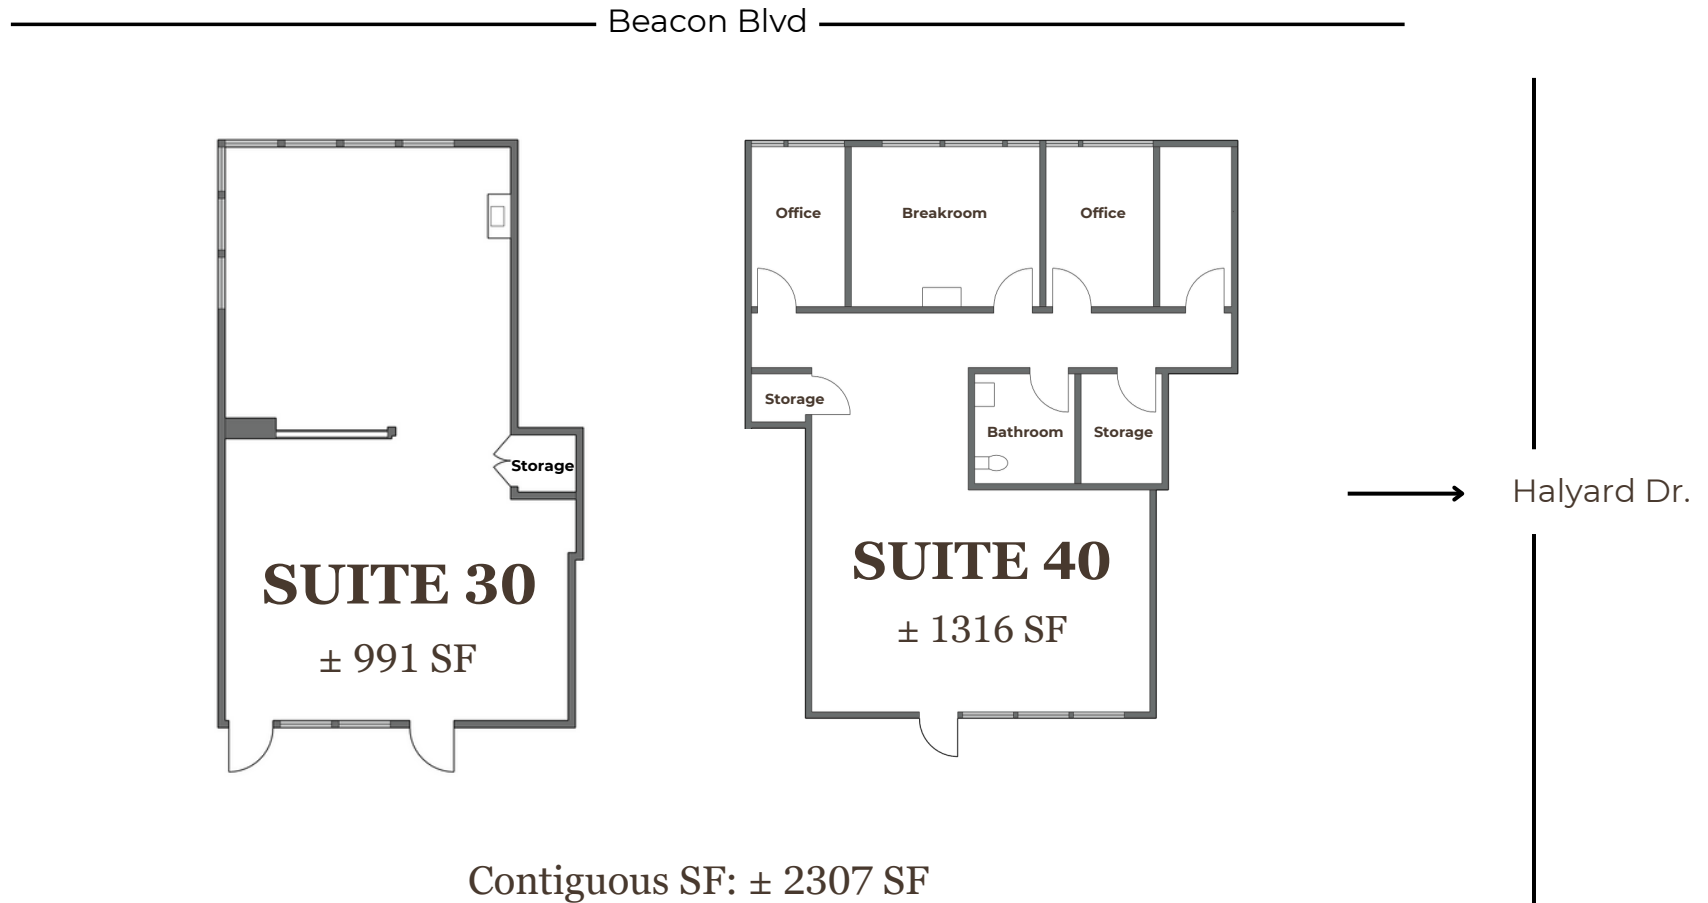 Beacon Blvd
Office
Breakroom
Office
Storage
Bathroom
Storage
Storage
SUITE 30
± 991 SF
SUITE 40
± 1316 SF
Halyard Dr.
Contiguous SF: ± 2307 SF